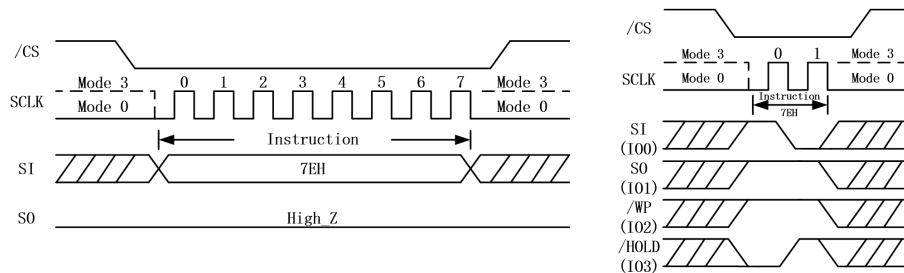 /CS
Mode 3 0 1 2 3 4 5 6 7 Mode 3
SCLK
Mode 0 Mode 0
Instruction
SI 7EH
SO High_Z
/CS
Mode 3 0 1 Mode 3
SCLK Mode 0 Mode 0
Instruction
7EH
SI
(IO0)
SO
(IO1)
/WP
(IO2)
/HOLD
(IO3)